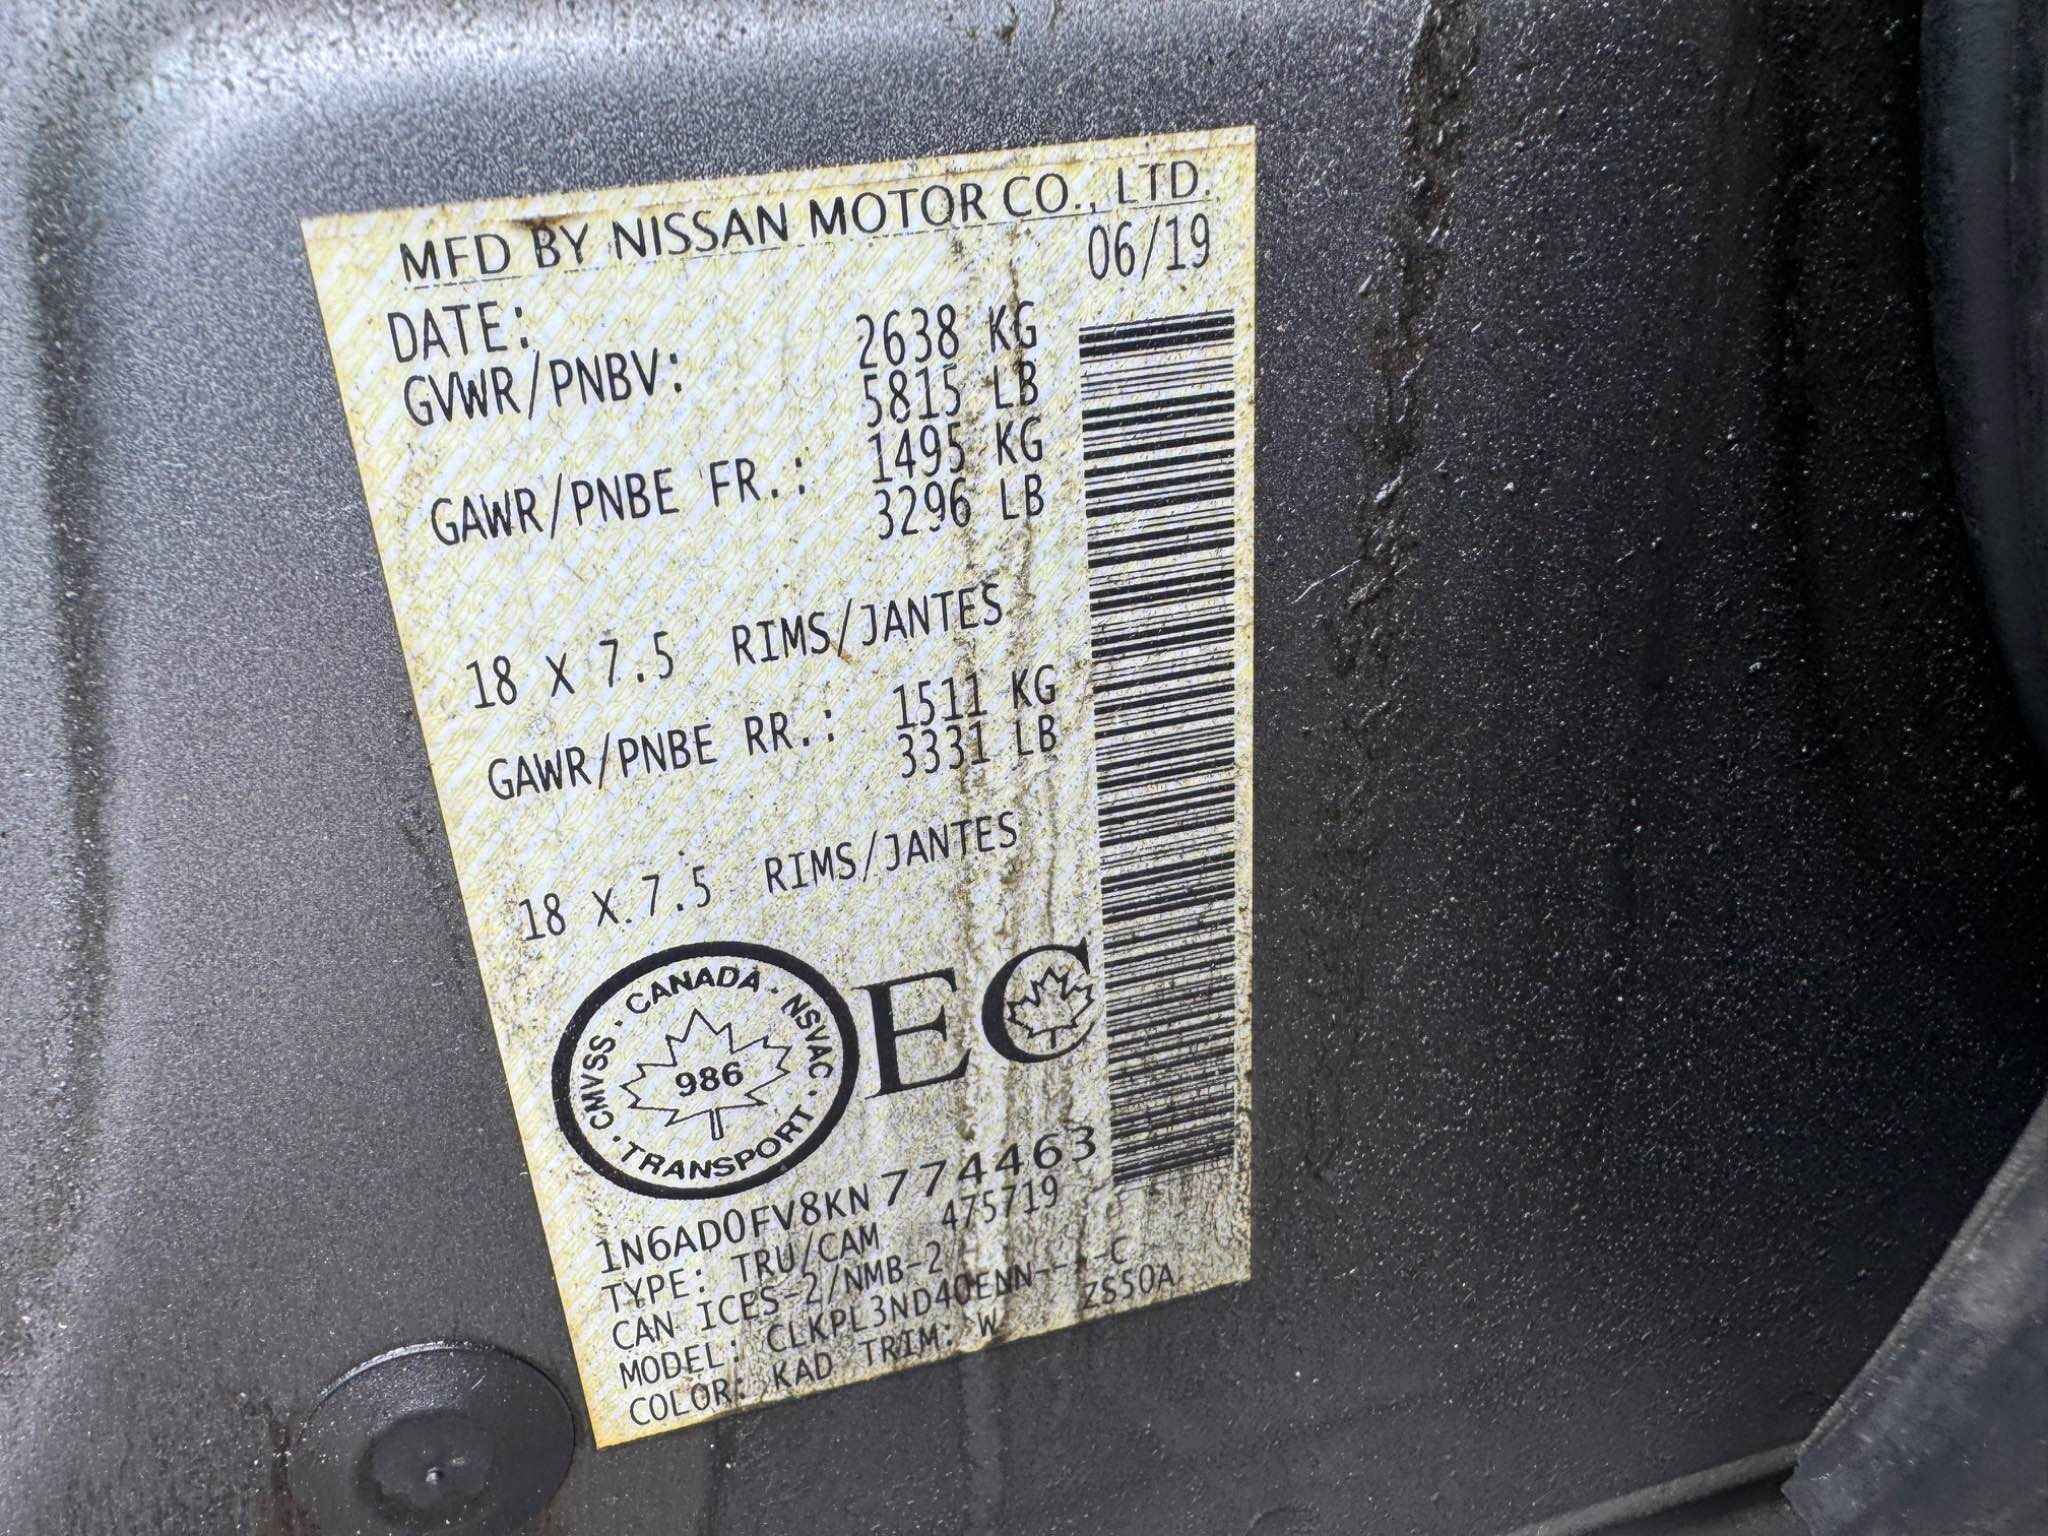 MFD BY NISSAN MOTOR CO., LTD.
DATE: 06/19
GVWR/PNBV: 2638 KG
5815 LB
GAWR/PNBE FR.: 1495 KG
3296 LB
18 X 7.5 RIMS/JANTES
GAWR/PNBE RR.: 1511 KG
3331 LB
18 X 7.5 RIMS/JANTES
CMVSS · CANADA · NSVAC · TRANSPORT ·
986
EC
1N6AD0FV8KN774463
TYPE: TRU/CAM 475719
CAN ICES-2/NMB-2
MODEL: CLKPL3ND40ENN----C
COLOR: KAD TRIM: W ZS50A